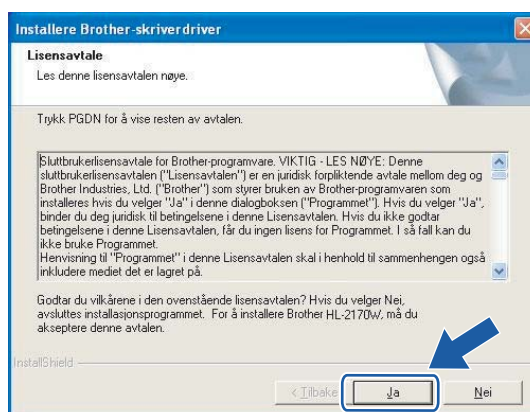 Installere Brother-skriverdriver
Lisensavtale
Les denne lisensavtalen nøye.
Trykk PGDN for å vise resten av avtalen.
Sluttbrukerlisensavtale for Brother-programvare. VIKTIG - LES NØYE: Denne
sluttbrukerlisensavtalen ("Lisensavtalen") er en juridisk forpliktende avtale mellom deg og
Brother Industries, Ltd. ("Brother") som styrer bruken av Brother-programvaren som
installeres hvis du velger "Ja" i denne dialogboksen ("Programmet"). Hvis du velger "Ja",
binder du deg juridisk til betingelsene i denne Lisensavtalen. Hvis du ikke godtar
betingelsene i denne Lisensavtalen, får du ingen lisens for Programmet. I så fall kan du
ikke bruke Programmet.
Henvisning til "Programmet" i denne Lisensavtalen skal i henhold til sammenhengen også
inkludere mediet det er lagret på.
Godtar du vilkårene i den ovenstående lisensavtalen? Hvis du velger Nei,
avsluttes installasjonsprogrammet. For å installere Brother HL-2170W, må du
akseptere denne avtalen.
InstallShield
< Tilbake
Ja
Nei